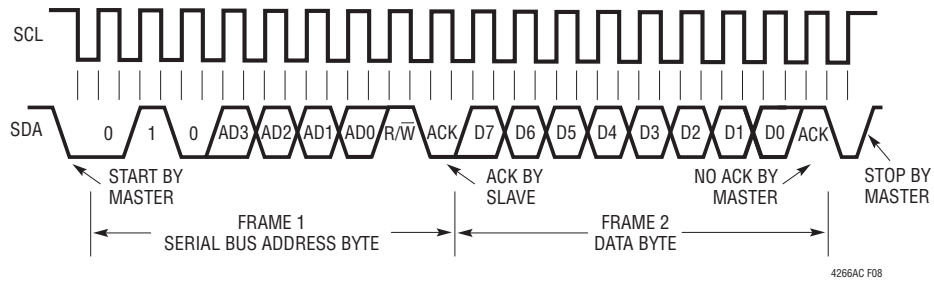 SCL
SDA 0 1 0 AD3 AD2 AD1 AD0 R/W̅ ACK D7 D6 D5 D4 D3 D2 D1 D0 ACK
START BY
MASTER
ACK BY
SLAVE
NO ACK BY
MASTER
STOP BY
MASTER
FRAME 1
SERIAL BUS ADDRESS BYTE
FRAME 2
DATA BYTE
4266AC F08